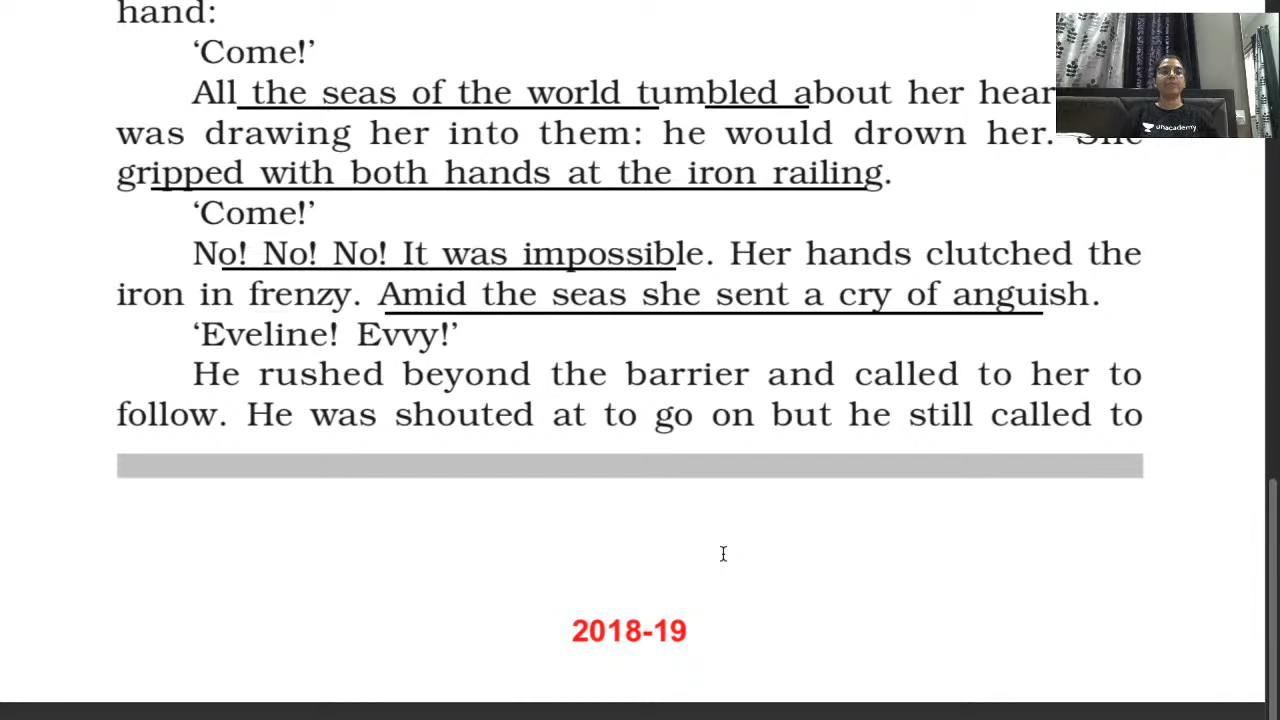 hand:
‘Come!’
All the seas of the world tumbled about her hear
was drawing her into them: he would drown her. She
gripped with both hands at the iron railing.
‘Come!’
No! No! No! It was impossible. Her hands clutched the
iron in frenzy. Amid the seas she sent a cry of anguish.
‘Eveline! Evvy!’
He rushed beyond the barrier and called to her to
follow. He was shouted at to go on but he still called to
2018-19
unacademy